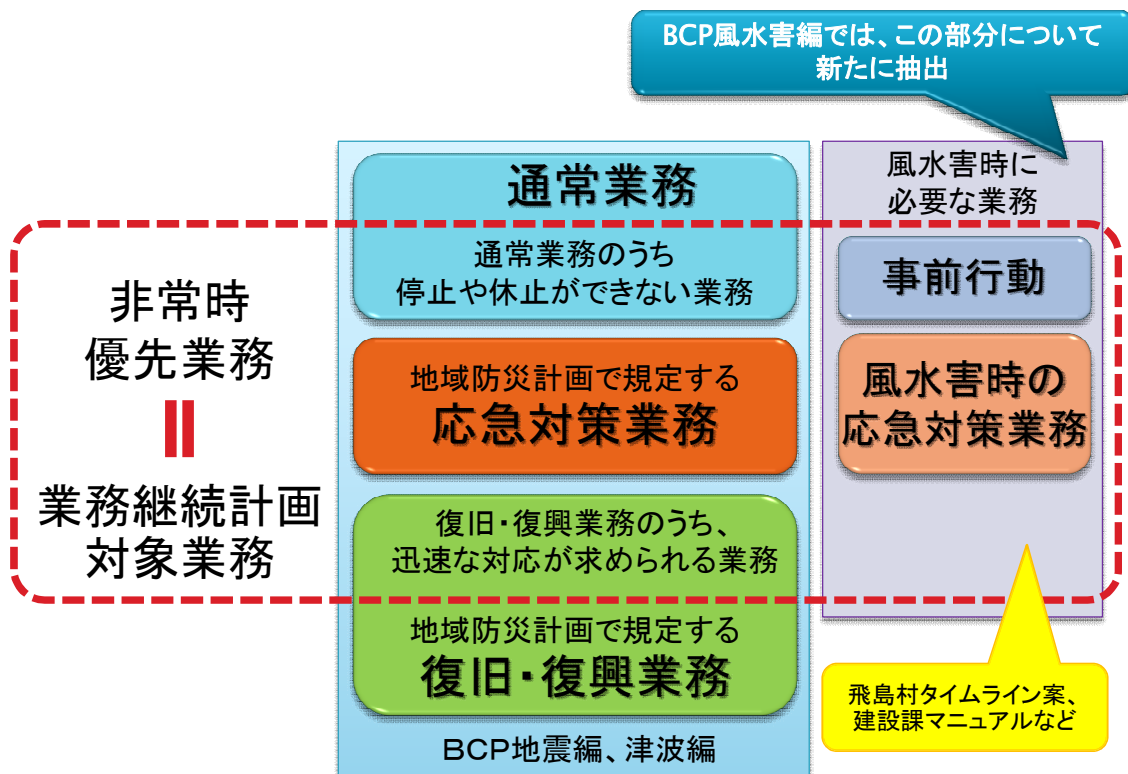 BCP風水害編では、この部分について
新たに抽出
通常業務
通常業務のうち
停止や休止ができない業務
風水害時に
必要な業務
事前行動
非常時
優先業務
＝
業務継続計画
対象業務
地域防災計画で規定する
応急対策業務
風水害時の
応急対策業務
復旧・復興業務のうち、
迅速な対応が求められる業務
地域防災計画で規定する
復旧・復興業務
BCP地震編、津波編
飛島村タイムライン案、
建設課マニュアルなど